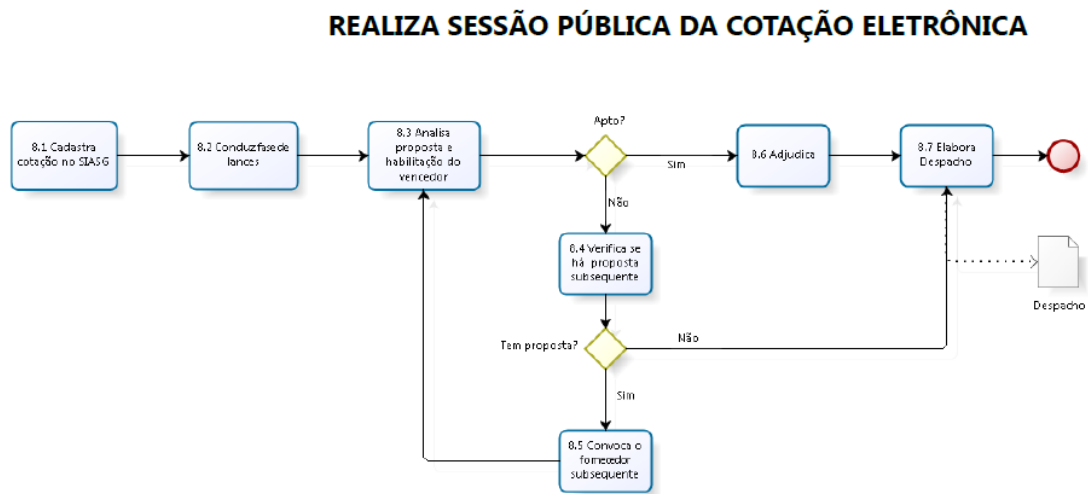 REALIZA SESSÃO PÚBLICA DA COTAÇÃO ELETRÔNICA
8.1 Cadastra
cotação no SIASG
8.2 Conduz fase de
lances
8.3 Analisa
proposta e
habilitação do
vencedor
Apto?
Sim
8.6 Adjudica
8.7 Elabora
Despacho
Não
8.4 Verifica se
há proposta
subsequente
Despacho
Tem proposta?
Não
Sim
8.5 Convoca o
fornecedor
subsequente